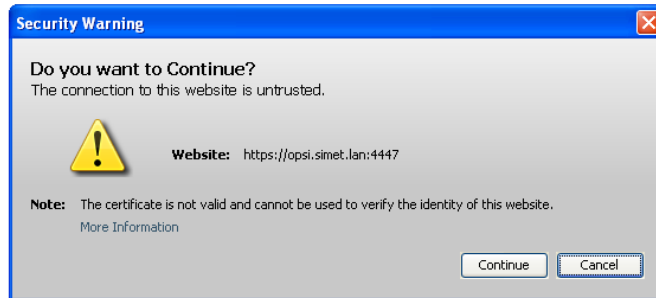 Security Warning
Do you want to Continue?
The connection to this website is untrusted.
Website: https://opsi.simet.lan:4447
Note: The certificate is not valid and cannot be used to verify the identity of this website.
More Information
Continue Cancel